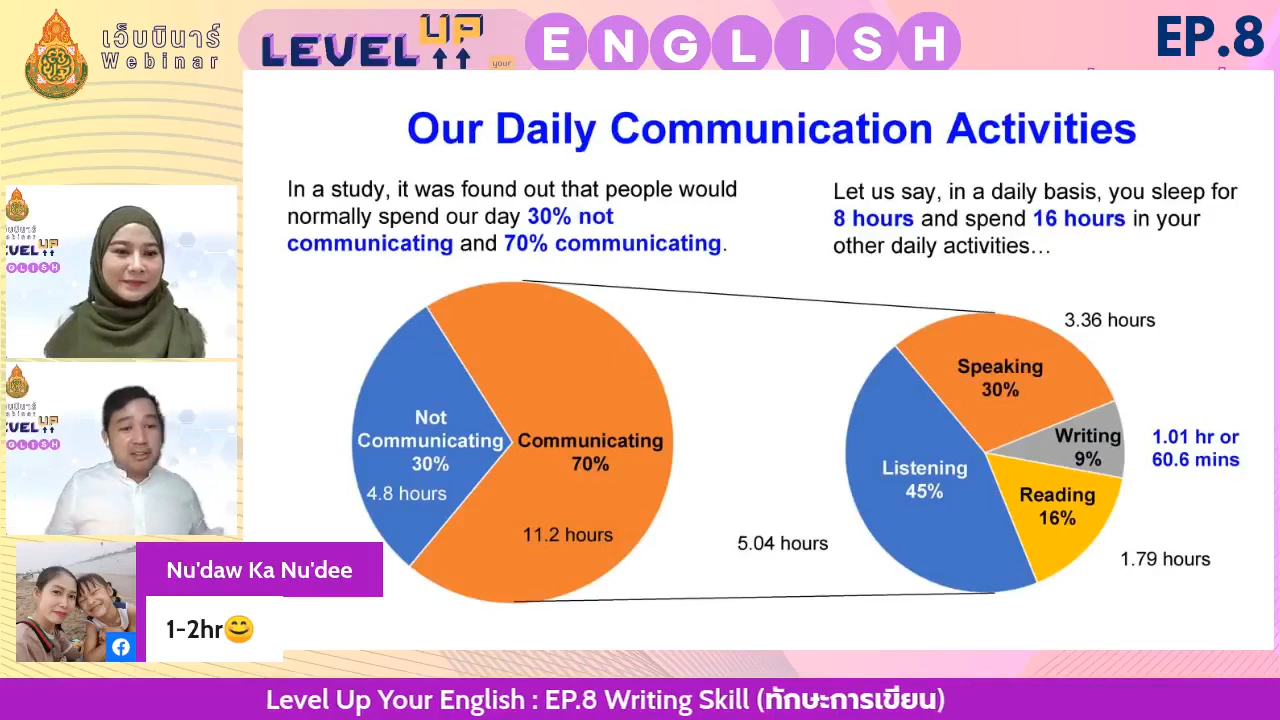 เว็บบินาร์
Webinar
LEVEL UP
your
ENGLISH
EP.8
Our Daily Communication Activities
In a study, it was found out that people would
normally spend our day 30% not
communicating and 70% communicating.
Let us say, in a daily basis, you sleep for
8 hours and spend 16 hours in your
other daily activities…
Not
Communicating
30%
4.8 hours
Communicating
70%
11.2 hours
3.36 hours
Speaking
30%
Writing
9%
1.01 hr or
60.6 mins
Listening
45%
Reading
16%
5.04 hours
1.79 hours
Nu'daw Ka Nu'dee
1-2hr😊
Level Up Your English : EP.8 Writing Skill (ทักษะการเขียน)